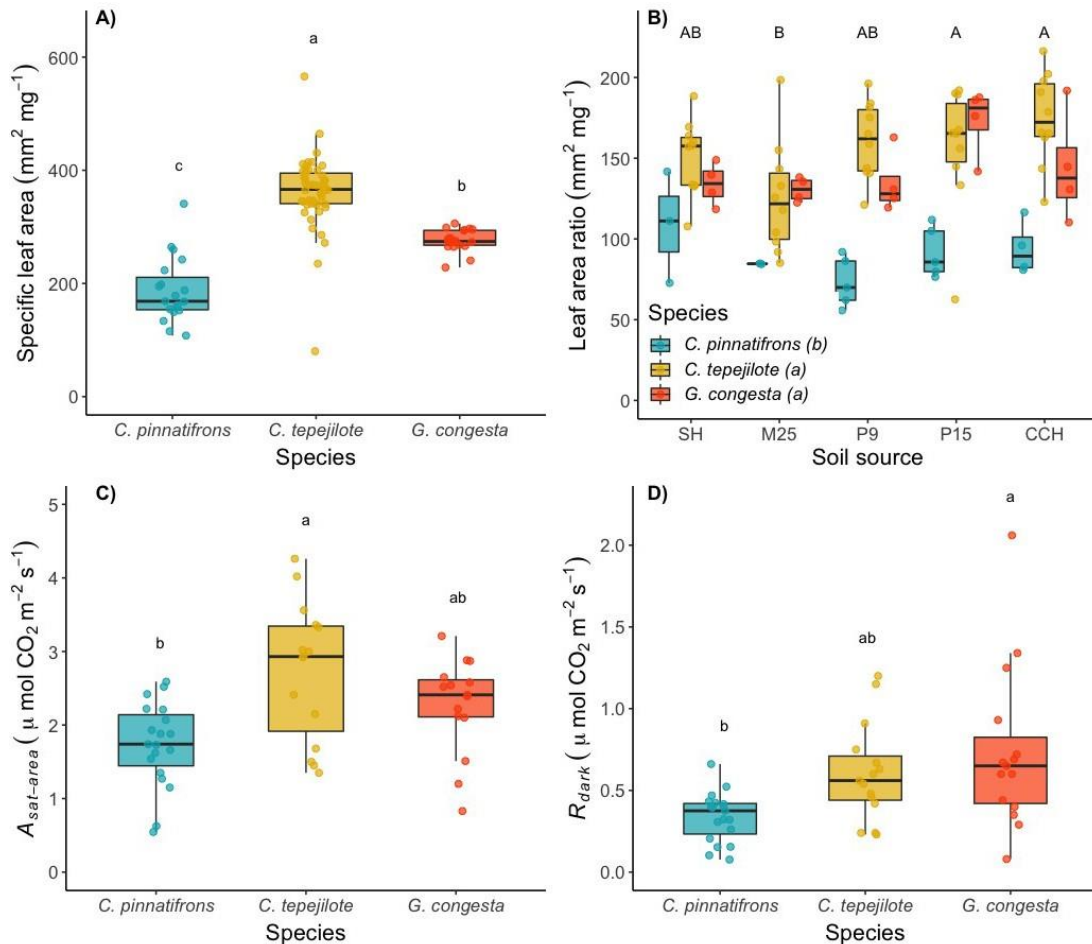 A)
Specific leaf area (mm² mg⁻¹)
600
400
200
0
c
a
b
C. pinnatifrons
C. tepejilote
G. congesta
Species
B)
Leaf area ratio (mm² mg⁻¹)
200
150
100
50
0
AB
B
AB
A
A
Species
C. pinnatifrons (b)
C. tepejilote (a)
G. congesta (a)
SH
M25
P9
P15
CCH
Soil source
C)
A sat−area ( μ mol CO₂ m⁻² s⁻¹)
5
4
3
2
1
0
b
a
ab
C. pinnatifrons
C. tepejilote
G. congesta
Species
D)
R dark ( μ mol CO₂ m⁻² s⁻¹)
2.0
1.5
1.0
0.5
0.0
b
ab
a
C. pinnatifrons
C. tepejilote
G. congesta
Species